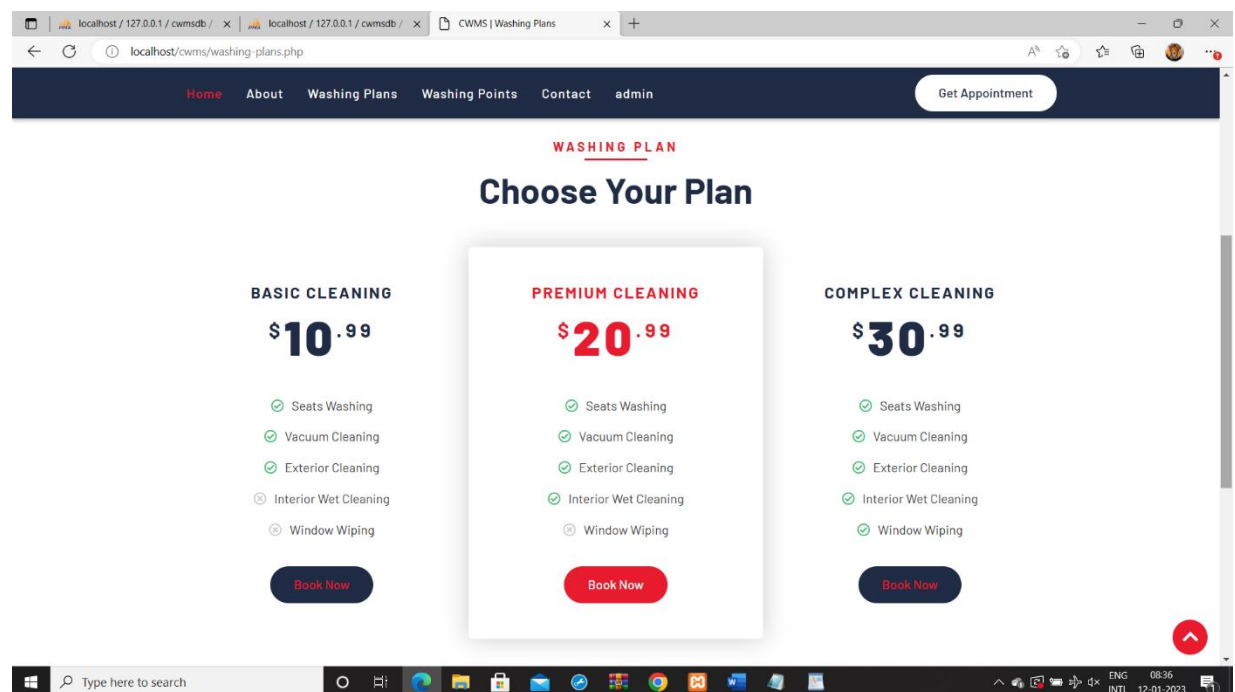 localhost / 127.0.0.1 / cwmsdb /
localhost / 127.0.0.1 / cwmsdb /
CWMS | Washing Plans
localhost/cwms/washing-plans.php
Home About Washing Plans Washing Points Contact admin Get Appointment
WASHING PLAN
Choose Your Plan
BASIC CLEANING
$10.99
Seats Washing
Vacuum Cleaning
Exterior Cleaning
Interior Wet Cleaning
Window Wiping
Book Now
PREMIUM CLEANING
$20.99
Seats Washing
Vacuum Cleaning
Exterior Cleaning
Interior Wet Cleaning
Window Wiping
Book Now
COMPLEX CLEANING
$30.99
Seats Washing
Vacuum Cleaning
Exterior Cleaning
Interior Wet Cleaning
Window Wiping
Book Now
Type here to search
ENG
INTL
08:36
12-01-2023